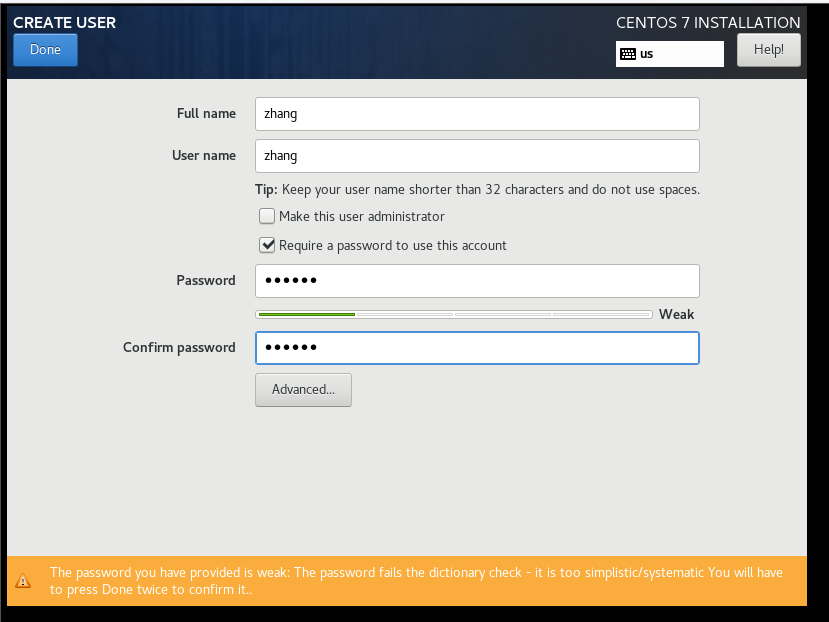 CREATE USER
CENTOS 7 INSTALLATION
Done
us
Help!
Full name
zhang
User name
zhang
Tip: Keep your user name shorter than 32 characters and do not use spaces.
Make this user administrator
Require a password to use this account
Password
●●●●●●
Weak
Confirm password
●●●●●●
Advanced...
The password you have provided is weak: The password fails the dictionary check - it is too simplistic/systematic You will have
to press Done twice to confirm it..